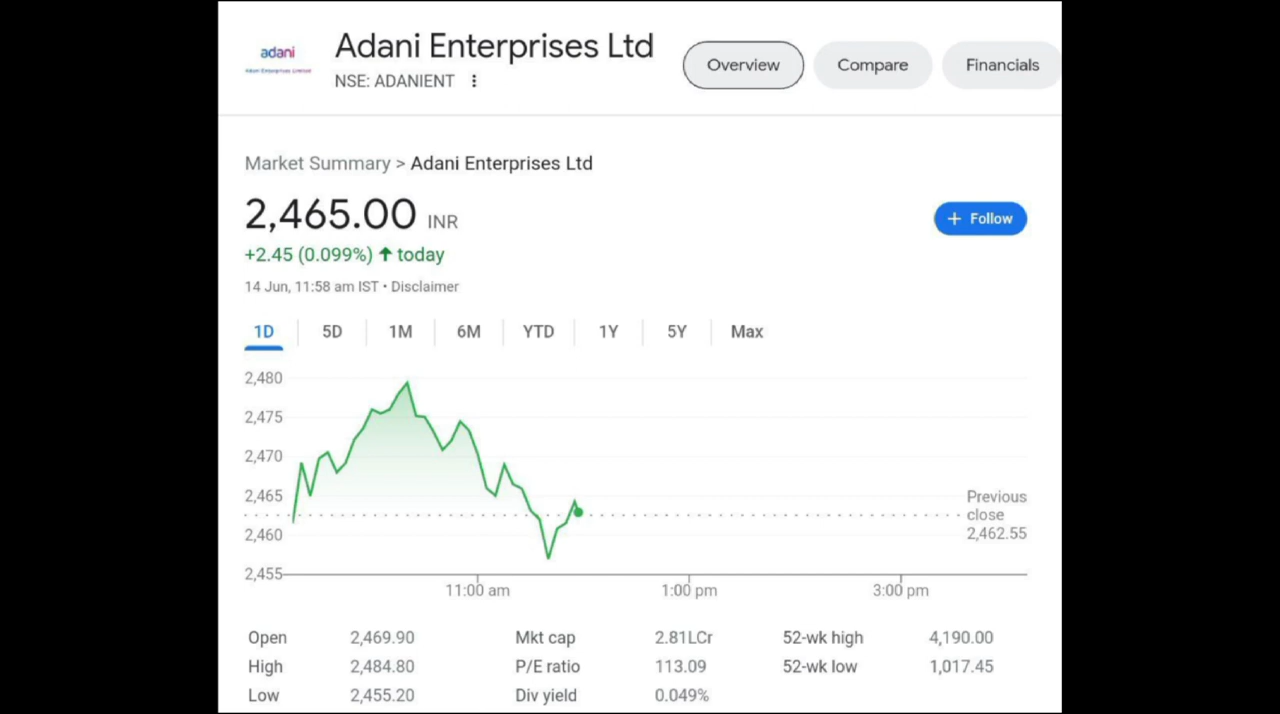 adani
Adani Enterprises Limited
Adani Enterprises Ltd
NSE: ADANIENT
Overview
Compare
Financials
Market Summary > Adani Enterprises Ltd
2,465.00 INR
+ Follow
+2.45 (0.099%) ↑ today
14 Jun, 11:58 am IST • Disclaimer
1D 5D 1M 6M YTD 1Y 5Y Max
2,480
2,475
2,470
2,465
2,460
2,455
Previous
close
2,462.55
11:00 am 1:00 pm 3:00 pm
Open 2,469.90 Mkt cap 2.81LCr 52-wk high 4,190.00
High 2,484.80 P/E ratio 113.09 52-wk low 1,017.45
Low 2,455.20 Div yield 0.049%